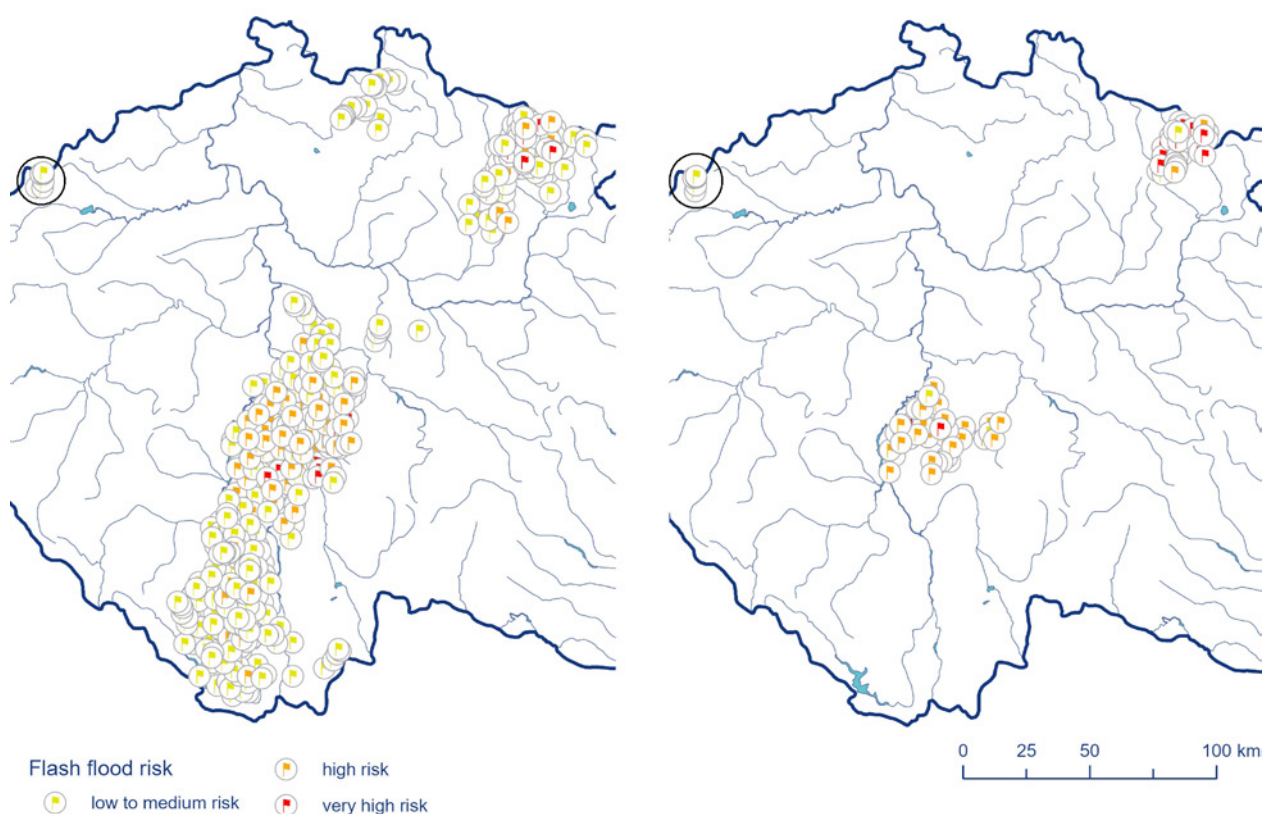 Flash flood risk
low to medium risk
high risk
very high risk
0 25 50 100 km